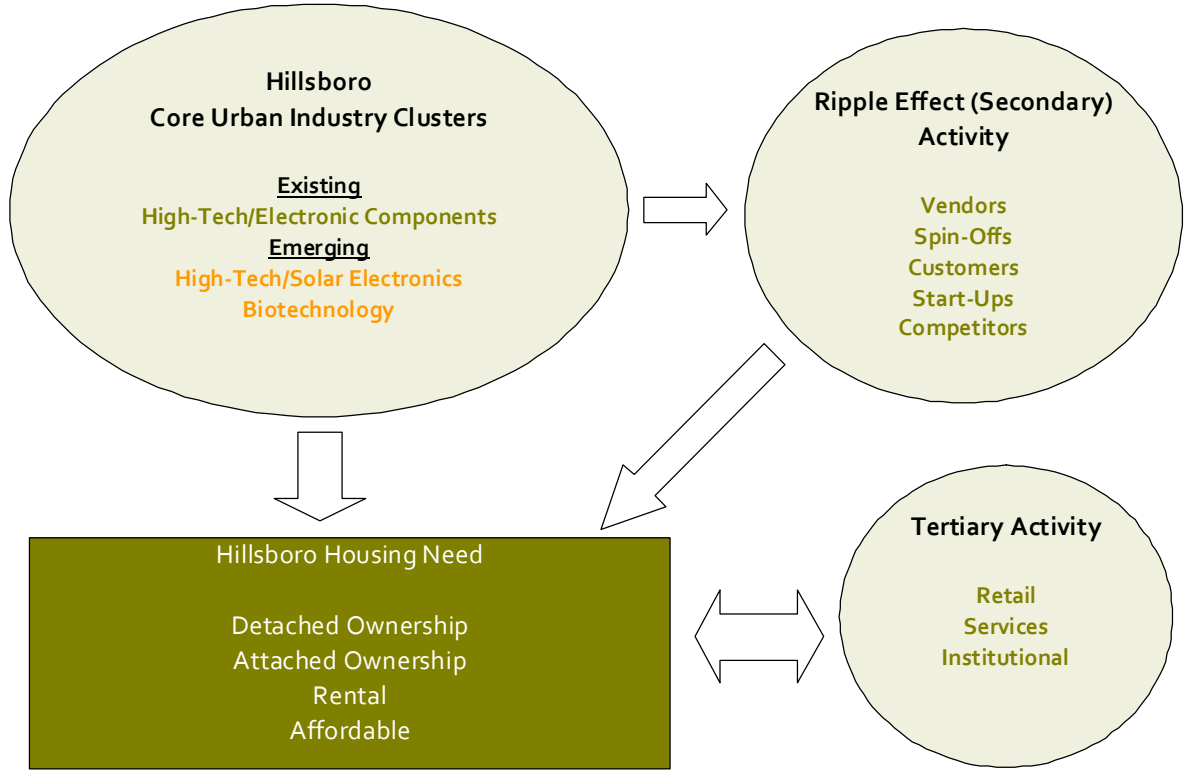 Hillsboro
Core Urban Industry Clusters
Existing
High-Tech/Electronic Components
Emerging
High-Tech/Solar Electronics
Biotechnology
Ripple Effect (Secondary)
Activity
Vendors
Spin-Offs
Customers
Start-Ups
Competitors
Hillsboro Housing Need
Detached Ownership
Attached Ownership
Rental
Affordable
Tertiary Activity
Retail
Services
Institutional